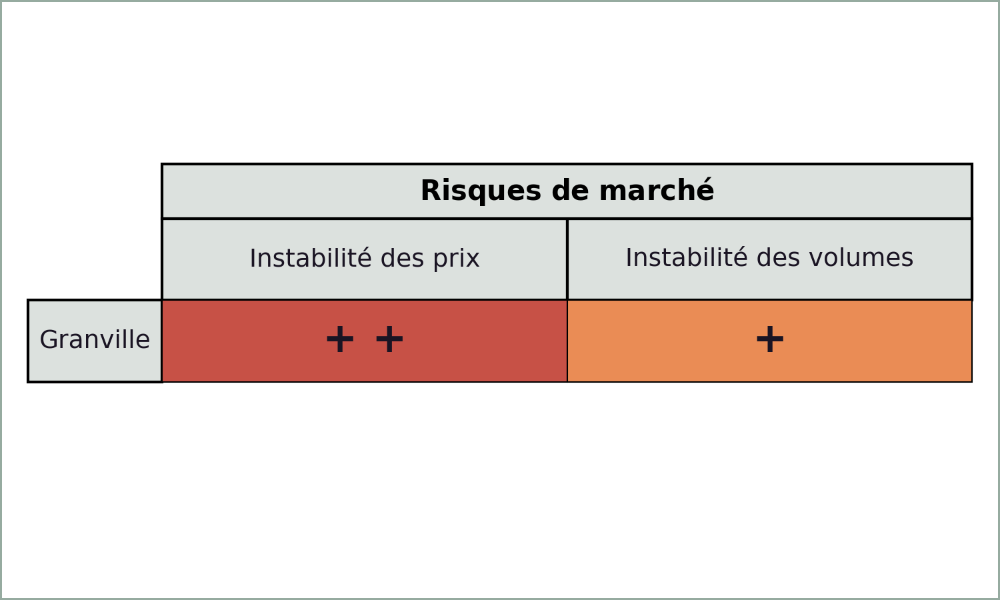 Risques de marché
Instabilité des prix
Instabilité des volumes
Granville
+ +
+